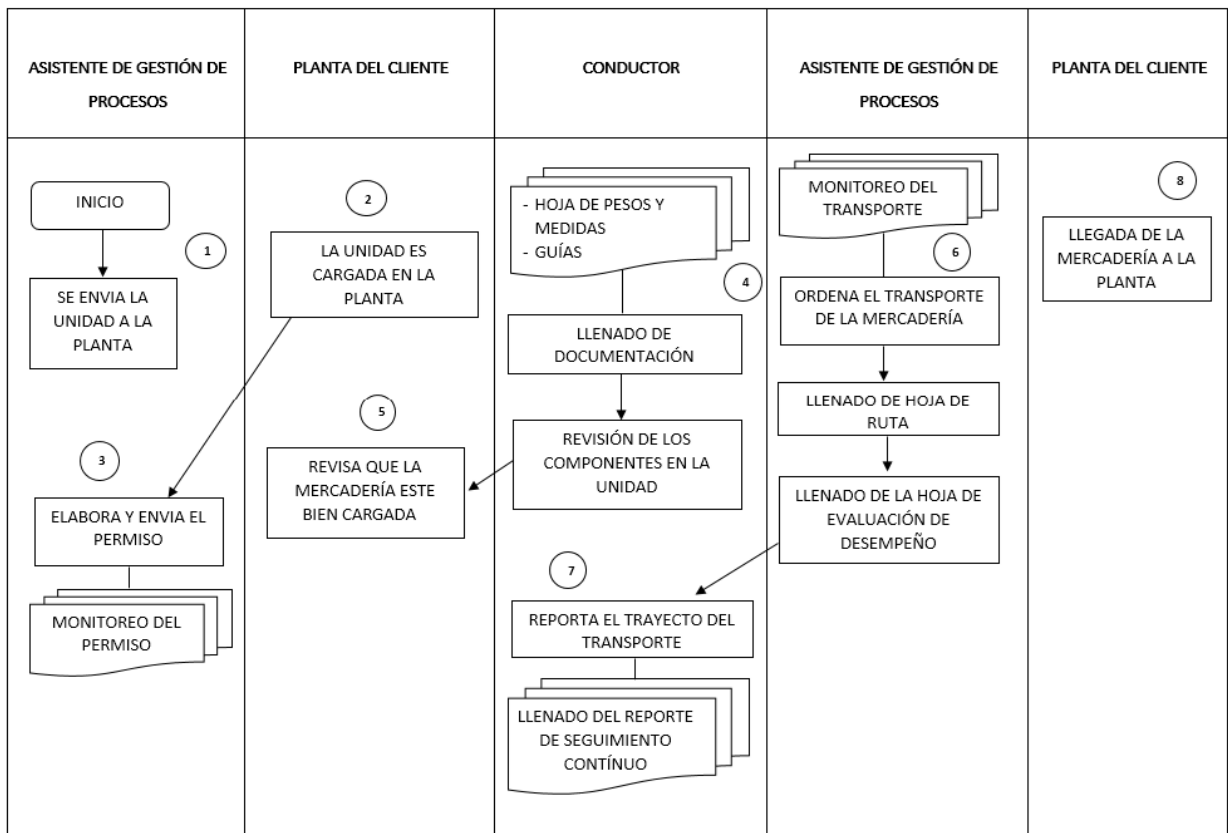 ASISTENTE DE GESTIÓN DE
PROCESOS
PLANTA DEL CLIENTE
CONDUCTOR
ASISTENTE DE GESTIÓN DE
PROCESOS
PLANTA DEL CLIENTE
INICIO
1
SE ENVIA LA
UNIDAD A LA
PLANTA
3
ELABORA Y ENVIA EL
PERMISO
MONITOREO DEL
PERMISO
2
LA UNIDAD ES
CARGADA EN LA
PLANTA
5
REVISA QUE LA
MERCADERÍA ESTE
BIEN CARGADA
- HOJA DE PESOS Y
MEDIDAS
- GUÍAS
4
LLENADO DE
DOCUMENTACIÓN
REVISIÓN DE LOS
COMPONENTES EN LA
UNIDAD
7
REPORTA EL TRAYECTO DEL
TRANSPORTE
LLENADO DEL REPORTE
DE SEGUIMIENTO
CONTÍNUO
MONITOREO DEL
TRANSPORTE
6
ORDENA EL TRANSPORTE
DE LA MERCADERÍA
LLENADO DE HOJA DE
RUTA
LLENADO DE LA HOJA DE
EVALUACIÓN DE
DESEMPEÑO
8
LLEGADA DE LA
MERCADERÍA A LA
PLANTA